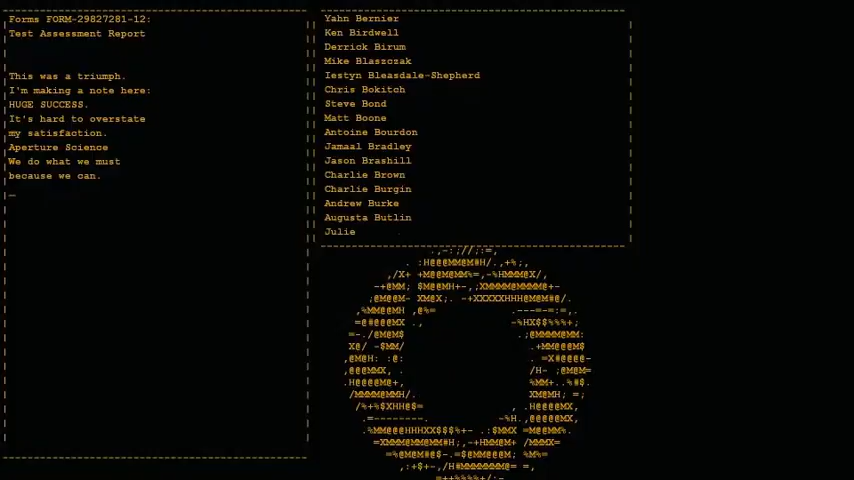 Forms FORM-29827281-12:
Test Assessment Report
This was a triumph.
I'm making a note here:
HUGE SUCCESS.
It's hard to overstate
my satisfaction.
Aperture Science
We do what we must
because we can.
Yahn Bernier
Ken Birdwell
Derrick Birum
Mike Blaszczak
Iestyn Bleasdale-Shepherd
Chris Bokitch
Steve Bond
Matt Boone
Antoine Bourdon
Jamaal Bradley
Jason Brashill
Charlie Brown
Charlie Burgin
Andrew Burke
Augusta Butlin
Julie